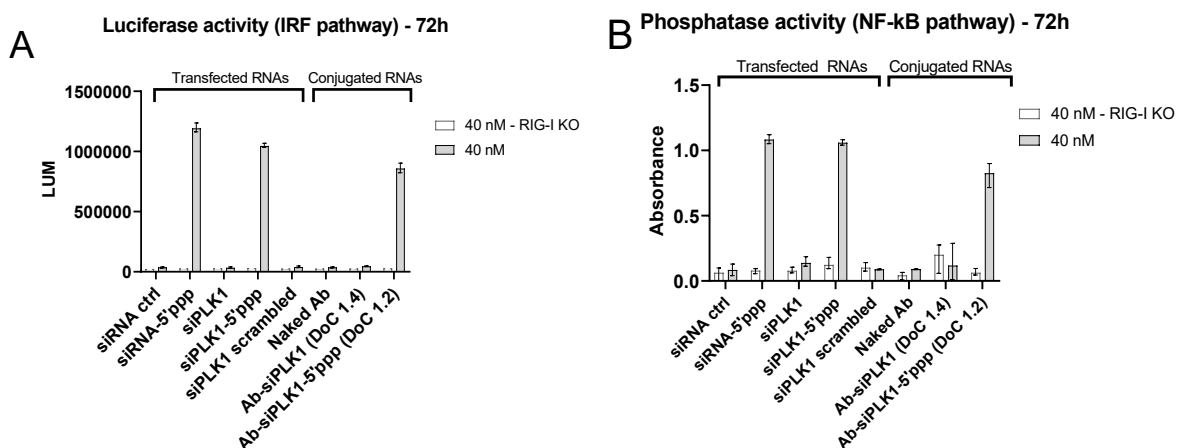 A
Luciferase activity (IRF pathway) - 72h
Transfected RNAs
Conjugated RNAs
1500000
1000000
500000
0
LUM
40 nM - RIG-I KO
40 nM
siRNA ctrl
siRNA-5'ppp
siPLK1
siPLK1-5'ppp
siPLK1 scrambled
Naked Ab
Ab-siPLK1 (DoC 1.4)
Ab-siPLK1-5'ppp (DoC 1.2)
B
Phosphatase activity (NF-kB pathway) - 72h
Transfected RNAs
Conjugated RNAs
1.5
1.0
0.5
0.0
Absorbance
40 nM - RIG-I KO
40 nM
siRNA ctrl
siRNA-5'ppp
siPLK1
siPLK1-5'ppp
siPLK1 scrambled
Naked Ab
Ab-siPLK1 (DoC 1.4)
Ab-siPLK1-5'ppp (DoC 1.2)